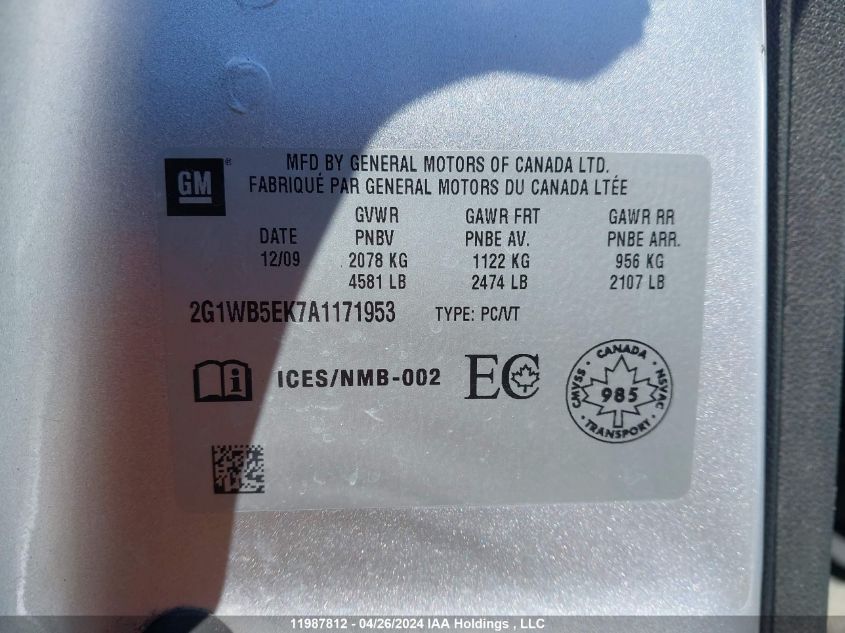 GM
MFD BY GENERAL MOTORS OF CANADA LTD.
FABRIQUÉ PAR GENERAL MOTORS DU CANADA LTÉE
GVWR GAWR FRT GAWR RR
DATE PNBV PNBE AV. PNBE ARR.
12/09 2078 KG 1122 KG 956 KG
4581 LB 2474 LB 2107 LB
2G1WB5EK7A1171953 TYPE: PC/VT
ICES/NMB-002 EC
CANADA
CMVSS 985 NSVAC
TRANSPORT
11987812 - 04/26/2024 IAA Holdings , LLC